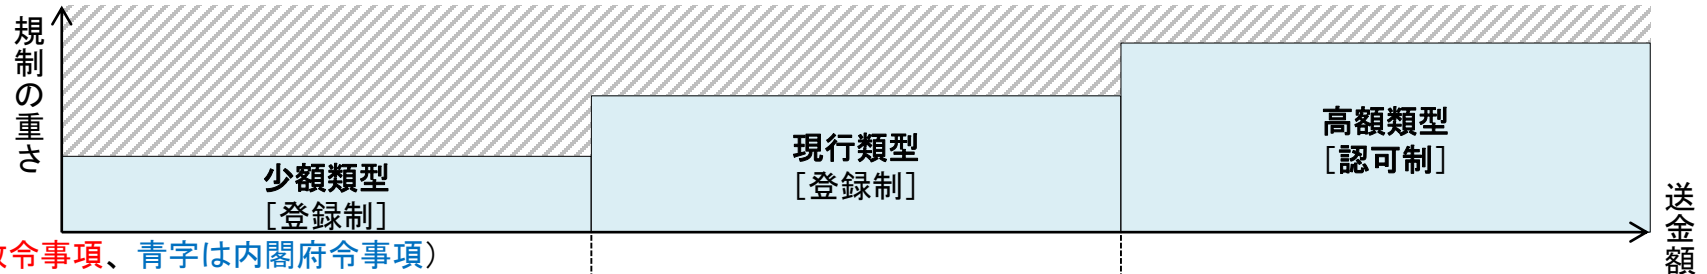 規制の重さ
少額類型
[登録制]
現行類型
[登録制]
高額類型
[認可制]
送金額
令事項、青字は内閣府令事項)